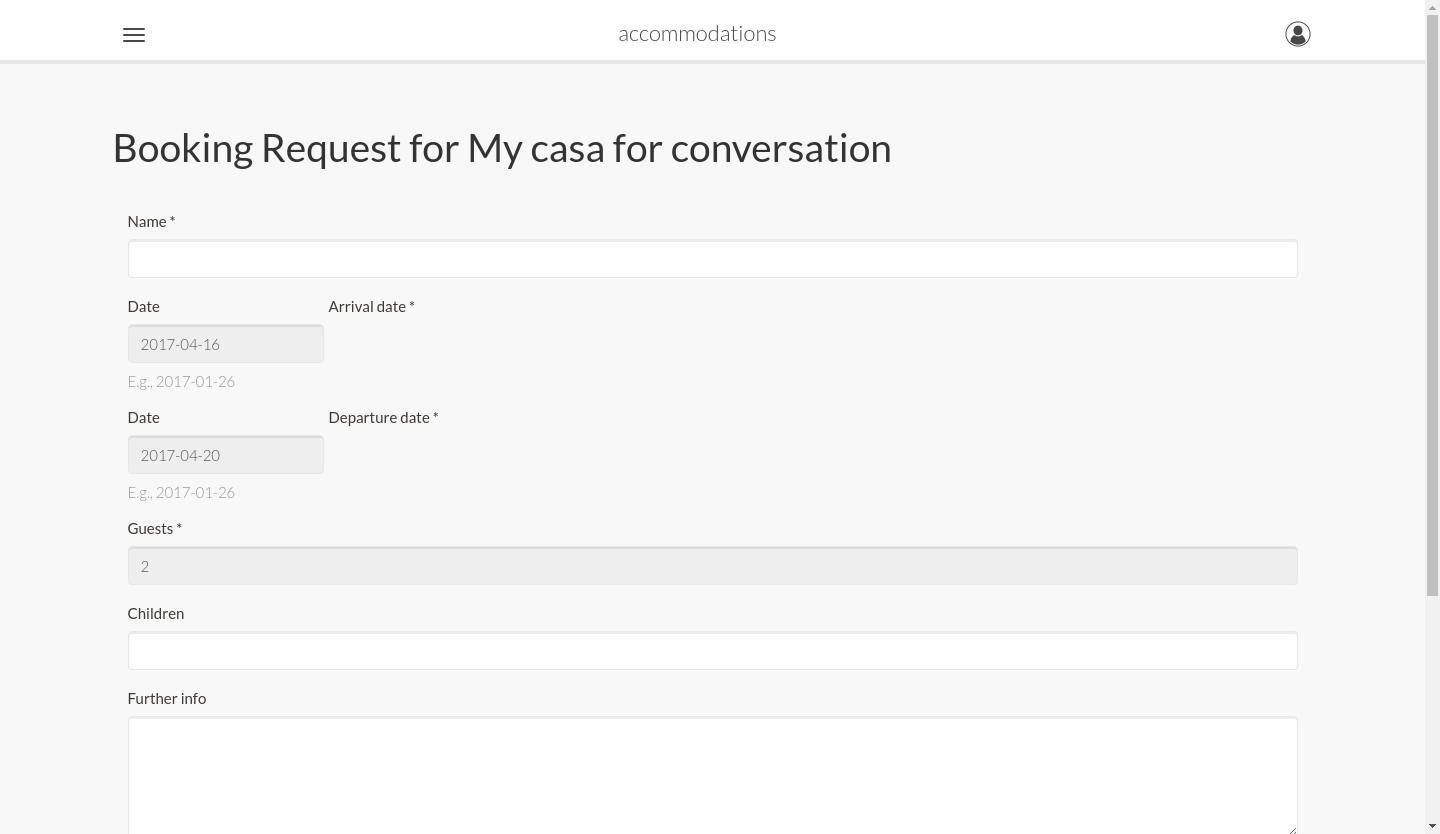 accommodations
Booking Request for My casa for conversation
Name *
Date Arrival date *
2017-04-16
E.g., 2017-01-26
Date Departure date *
2017-04-20
E.g., 2017-01-26
Guests *
2
Children
Further info